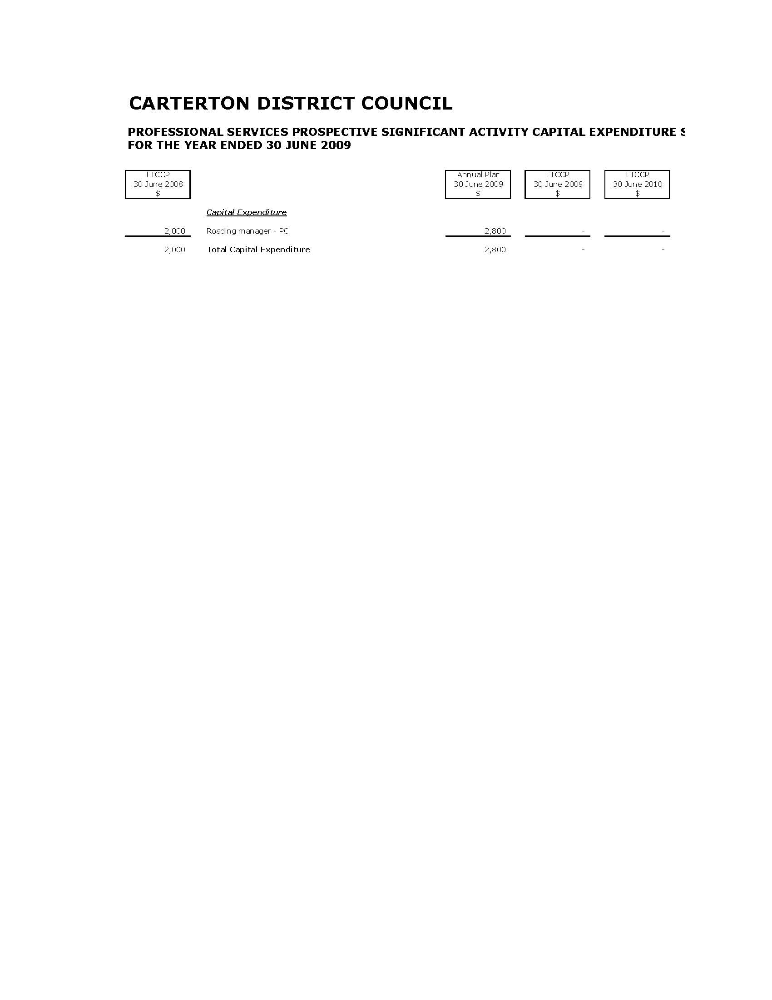 CARTERTON DISTRICT COUNCIL
PROFESSIONAL SERVICES PROSPECTIVE SIGNIFICANT ACTIVITY CAPITAL EXPENDITURE
FOR THE YEAR ENDED 30 JUNE 2009
LTCCP Annual Plan LTCCP LTCCP
30 June 2008 30 June 2009 30 June 2009 30 June 2010
$ $ $ $
Capital Expenditure
2,000 Roading manager - PC 2,800 - -
2,000 Total Capital Expenditure 2,800 - -